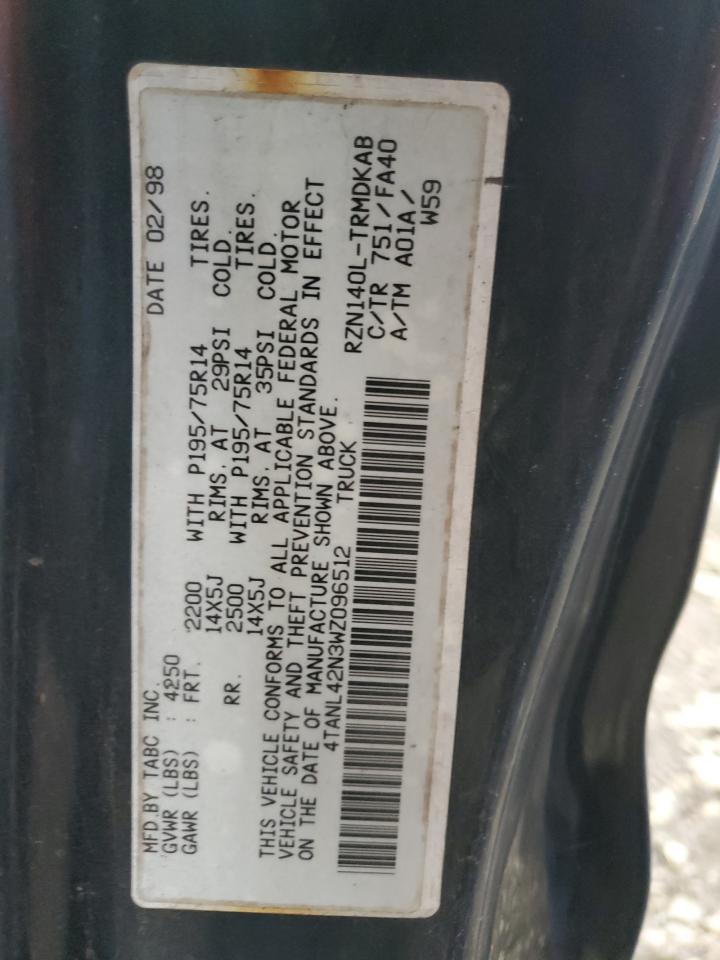 MFD.BY TABC INC. DATE 02/98
GVWR (LBS) : 4250
GAWR (LBS) : FRT. 2200 WITH P195/75R14 TIRES.
14X5J RIMS, AT 29PSI COLD.
RR. 2500 WITH P195/75R14 TIRES.
14X5J RIMS, AT 35PSI COLD.
THIS VEHICLE CONFORMS TO ALL APPLICABLE FEDERAL MOTOR
VEHICLE SAFETY AND THEFT PREVENTION STANDARDS IN EFFECT
ON THE DATE OF MANUFACTURE SHOWN ABOVE.
4TANL42N3WZ096512 TRUCK
RZN140L-TRMDKAB
C/TR 751/FA40
A/TM A01A/
W59